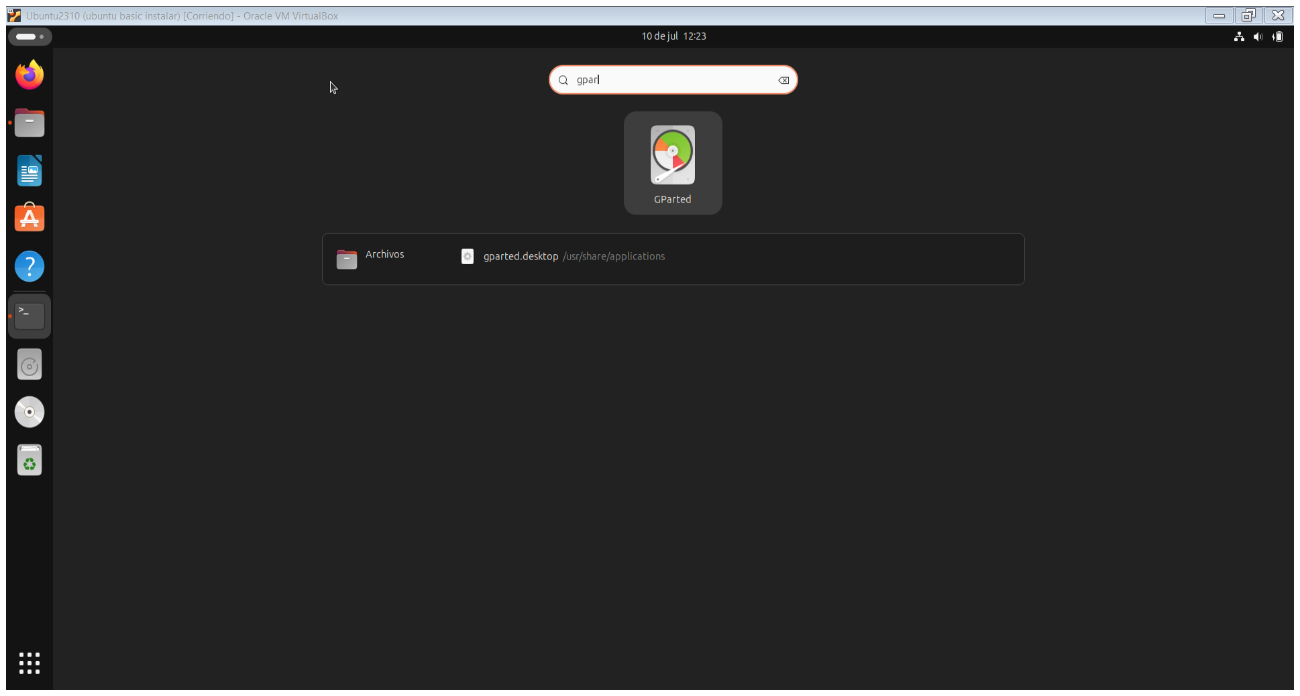 Ubuntu2310 (ubuntu basic instalar) [Corriendo] - Oracle VM VirtualBox
10 de jul 12:23
gpar
GParted
Archivos
gparted.desktop /usr/share/applications